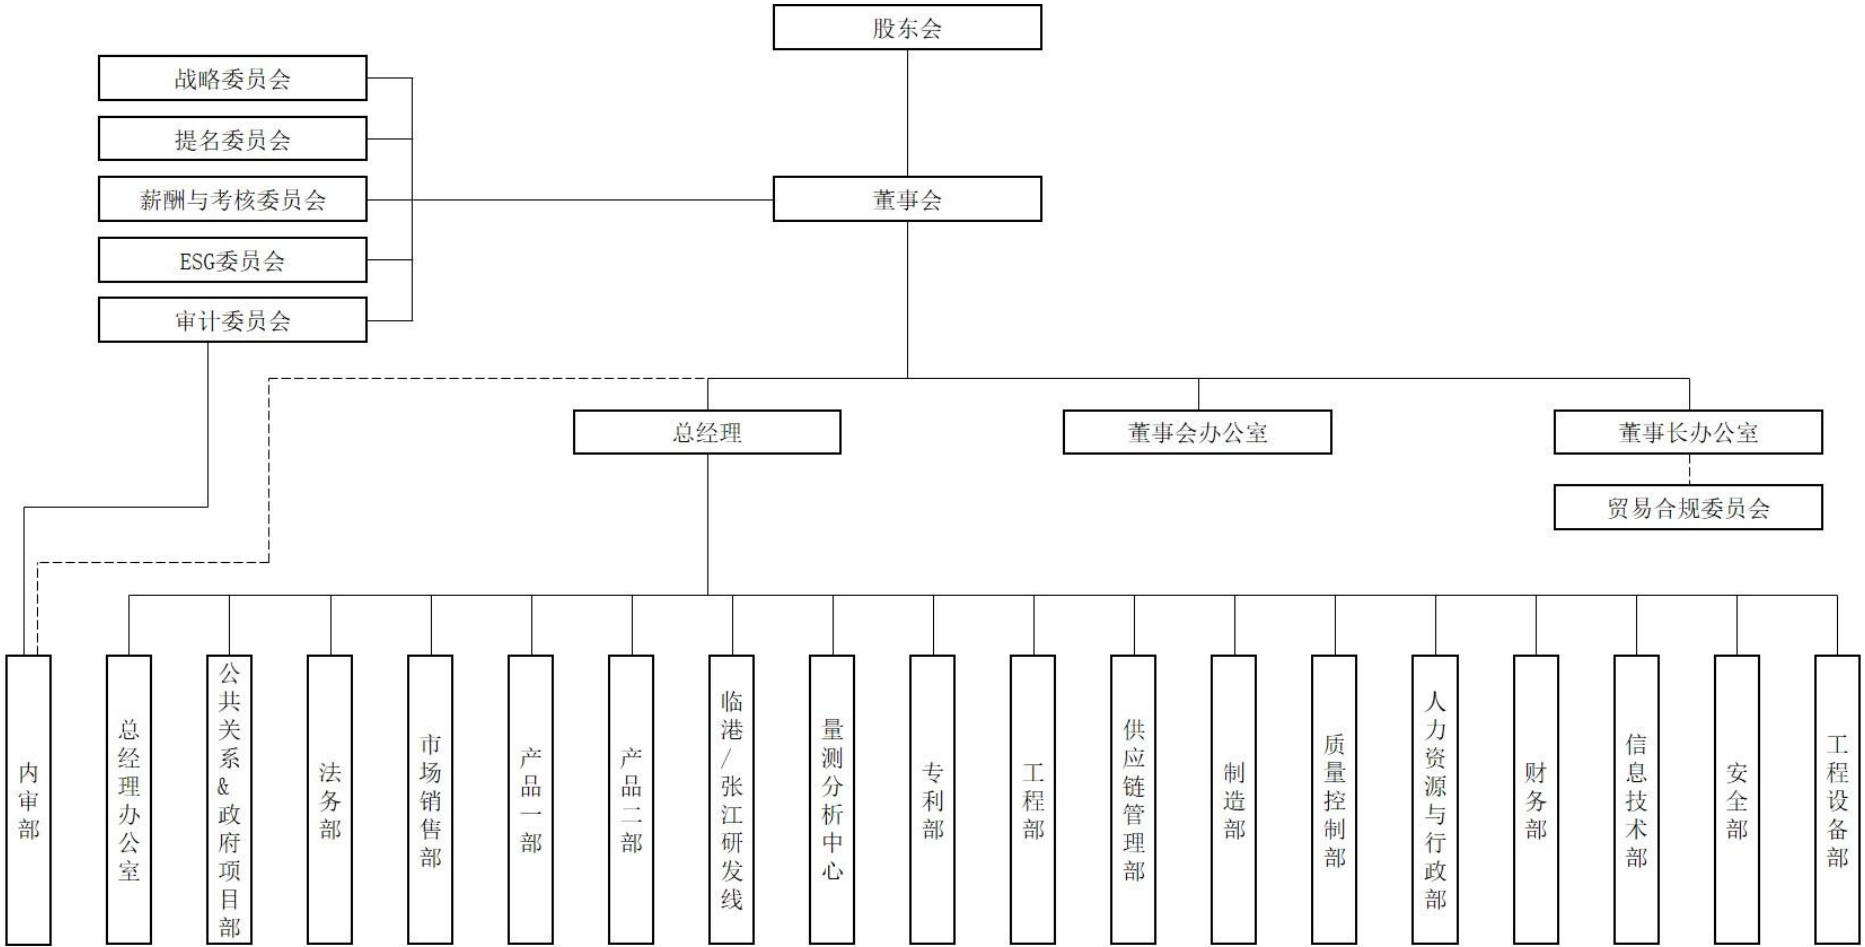 股东会
战略委员会
提名委员会
薪酬与考核委员会
董事会
ESG委员会
审计委员会
总经理
董事会办公室
董事长办公室
贸易合规委员会
内审部
总经理办公室
公共关系&政府项目部
法务部
市场销售部
产品一部
产品二部
临港/张江研发线
量测分析中心
专利部
工程部
供应链管理部
制造部
质量控制部
人力资源与行政部
财务部
信息技术部
安全部
工程设备部